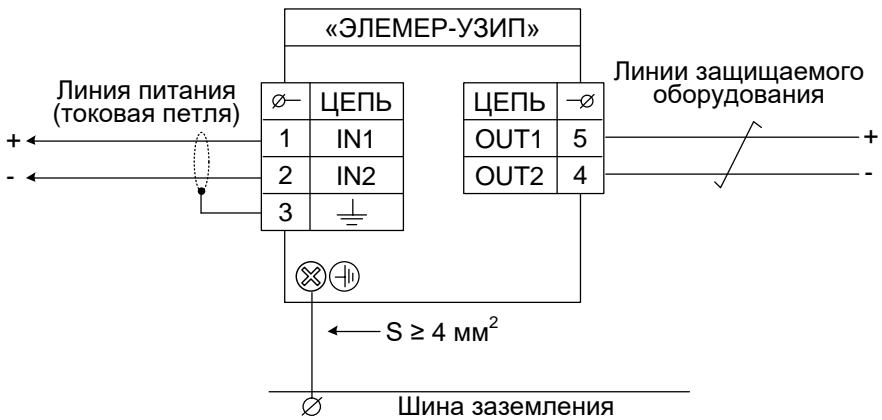 «ЭЛЕМЕР-УЗИП»
Линия питания
(токовая петля)
Линии защищаемого
оборудования
ЦЕПЬ
ЦЕПЬ
+ 1 IN1 OUT1 5 +
- 2 IN2 OUT2 4 -
3
S ≥ 4 мм²
Шина заземления